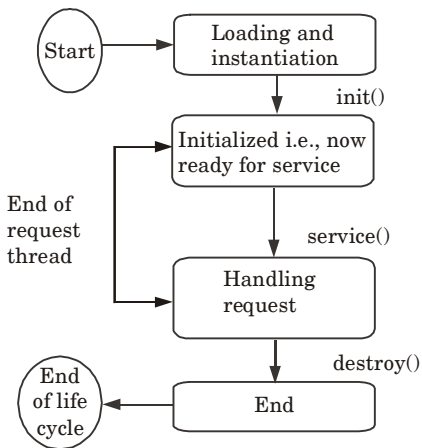 Start
Loading and
instantiation
init()
Initialized i.e., now
ready for service
End of
request
thread
service()
Handling
request
destroy()
End
of life
cycle
End